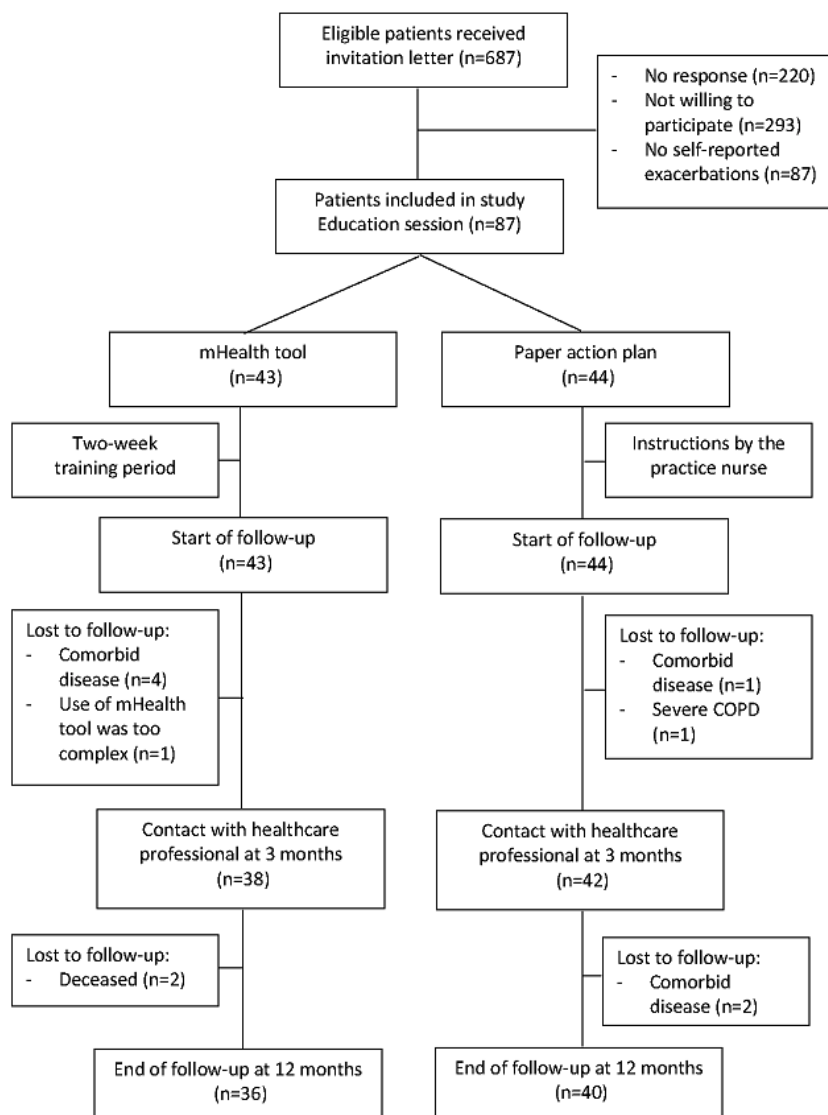 Eligible patients received
invitation letter (n=687)
- No response (n=220)
- Not willing to
participate (n=293)
- No self-reported
exacerbations (n=87)
Patients included in study
Education session (n=87)
mHealth tool
(n=43)
Paper action plan
(n=44)
Two-week
training period
Instructions by the
practice nurse
Start of follow-up
(n=43)
Start of follow-up
(n=44)
Lost to follow-up:
- Comorbid
disease (n=4)
- Use of mHealth
tool was too
complex (n=1)
Lost to follow-up:
- Comorbid
disease (n=1)
- Severe COPD
(n=1)
Contact with healthcare
professional at 3 months
(n=38)
Contact with healthcare
professional at 3 months
(n=42)
Lost to follow-up:
- Deceased (n=2)
Lost to follow-up:
- Comorbid
disease (n=2)
End of follow-up at 12 months
(n=36)
End of follow-up at 12 months
(n=40)